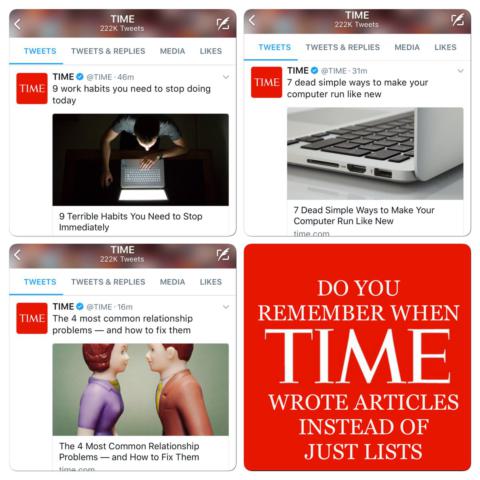 TIME
222K Tweets
TWEETS TWEETS & REPLIES MEDIA LIKES
TIME
TIME @TIME · 46m
9 work habits you need to stop doing
today
9 Terrible Habits You Need to Stop
Immediately
TIME
222K Tweets
TWEETS TWEETS & REPLIES MEDIA LIKES
TIME
TIME @TIME · 31m
7 dead simple ways to make your
computer run like new
7 Dead Simple Ways to Make Your
Computer Run Like New
time.com
TIME
222K Tweets
TWEETS TWEETS & REPLIES MEDIA LIKES
TIME
TIME @TIME · 16m
The 4 most common relationship
problems — and how to fix them
The 4 Most Common Relationship
Problems — and How to Fix Them
time.com
DO YOU
REMEMBER WHEN
TIME
WROTE ARTICLES
INSTEAD OF
JUST LISTS